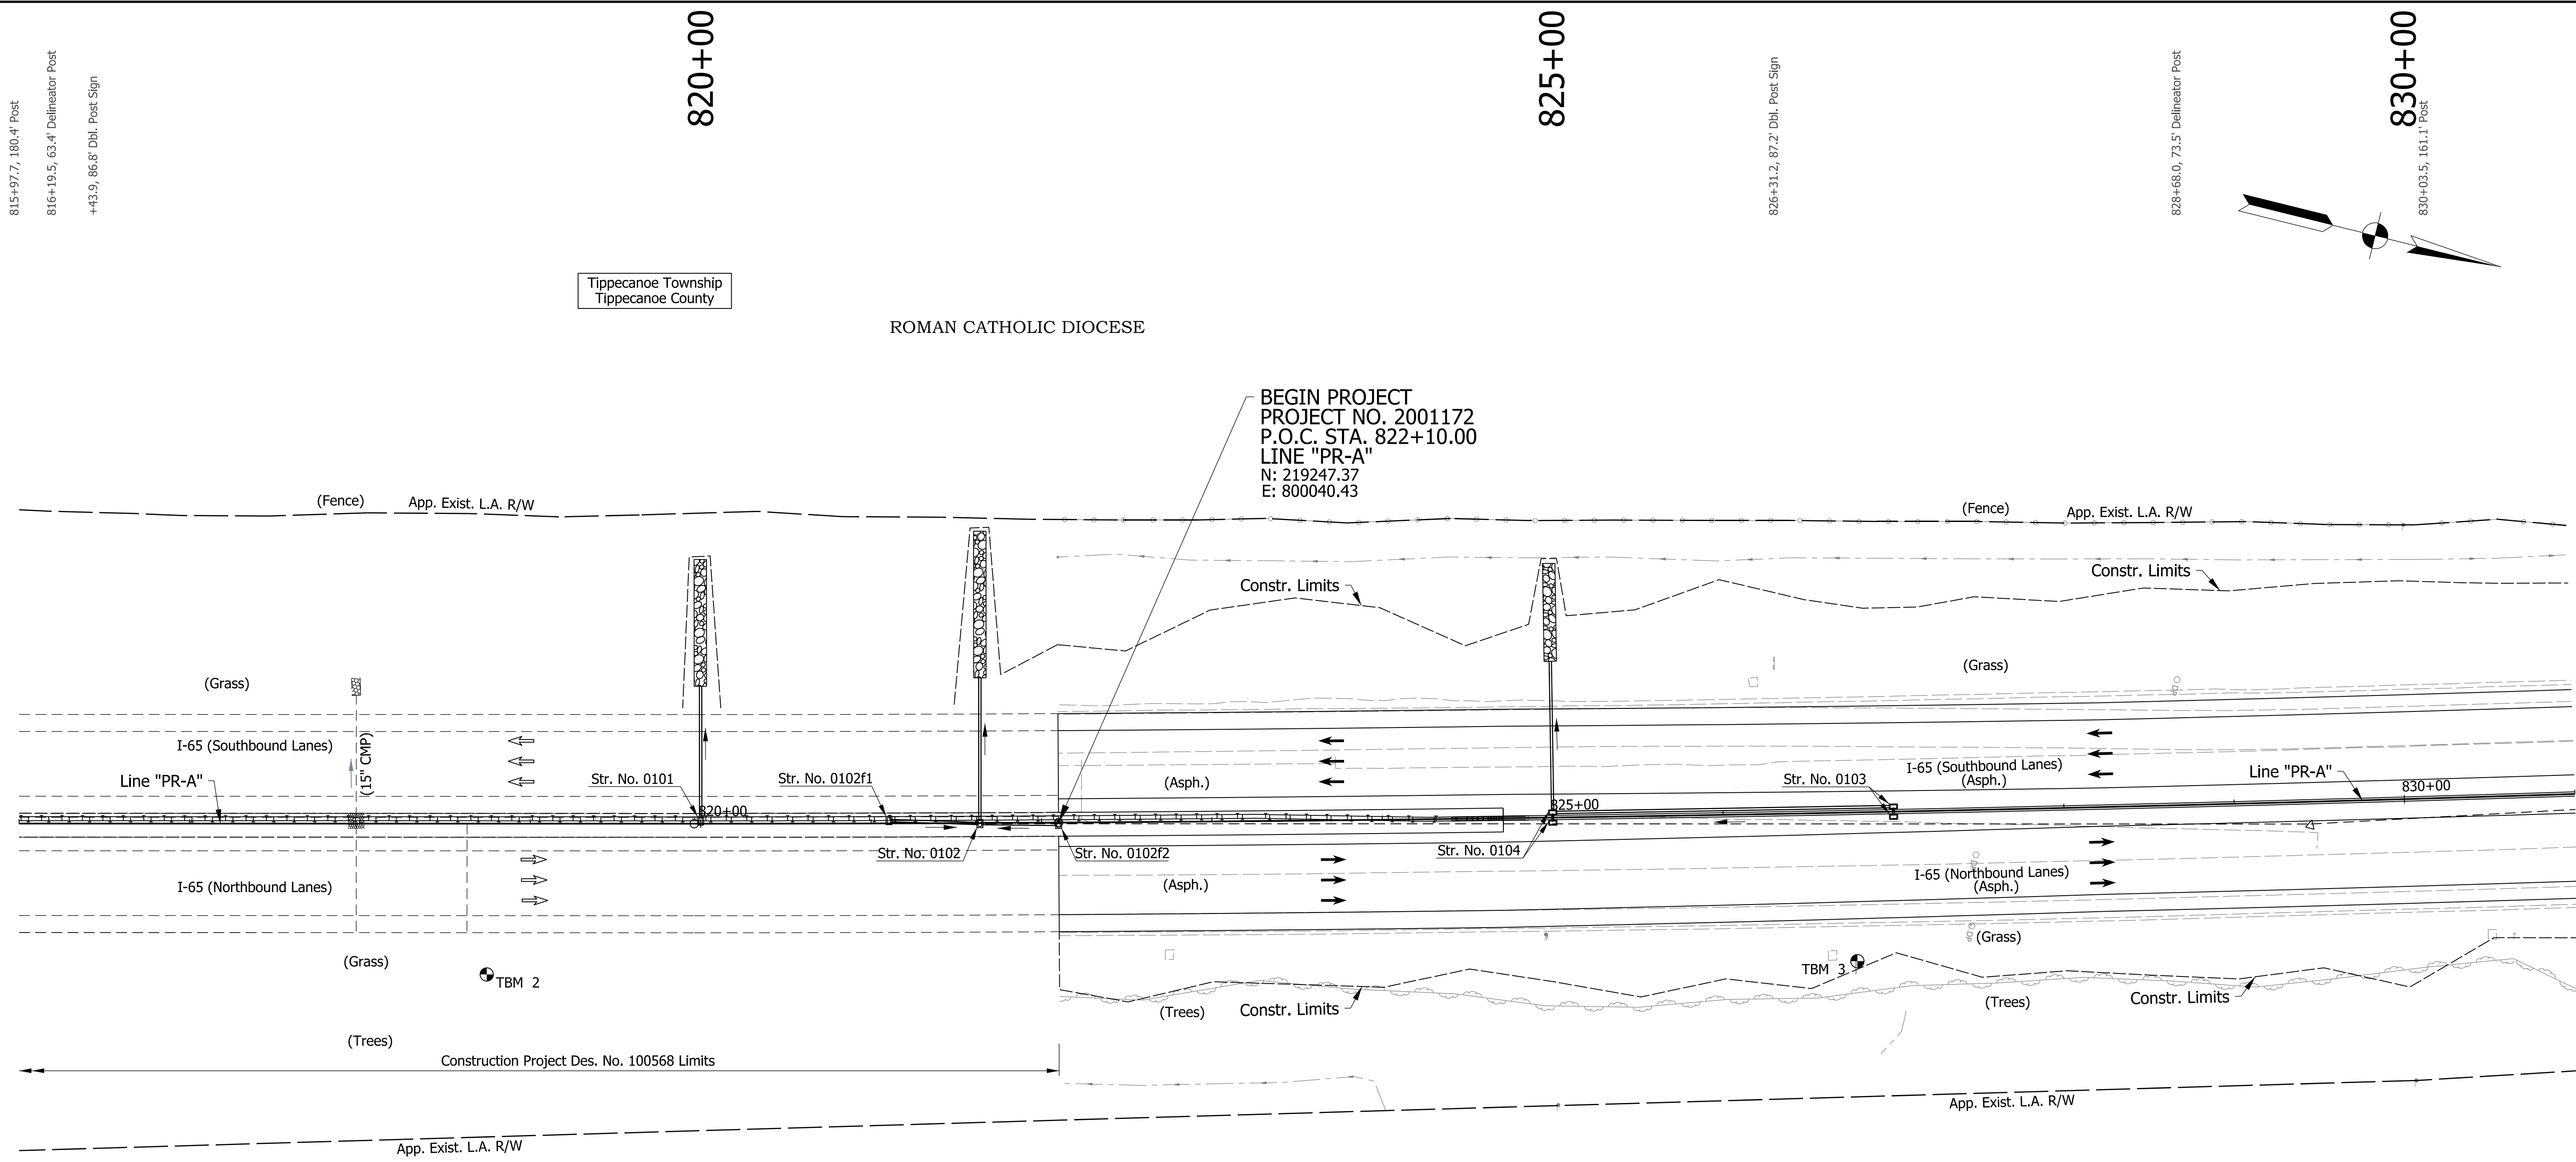 815+97.7, 180.4' Post
816+19.5, 63.4' Delineator Post
+43.9, 86.8' Dbl. Post Sign
820+00
825+00
826+31.2, 87.2' Dbl. Post Sign
828+68.0, 73.5' Delineator Post
830+00
830+03.5, 161.1' Post
Tippecanoe Township
Tippecanoe County
ROMAN CATHOLIC DIOCESE
BEGIN PROJECT
PROJECT NO. 2001172
P.O.C. STA. 822+10.00
LINE "PR-A"
N: 219247.37
E: 800040.43
(Fence)
App. Exist. L.A. R/W
(Fence)
App. Exist. L.A. R/W
Constr. Limits
Constr. Limits
(Grass)
(Grass)
DP
I-65 (Southbound Lanes)
(15" CMP)
Line "PR-A"
Str. No. 0101
Str. No. 0102f1
(Asph.)
Str. No. 0103
I-65 (Southbound Lanes)
(Asph.)
Line "PR-A"
820+00
825+00
830+00
Str. No. 0102
Str. No. 0102f2
Str. No. 0104
I-65 (Northbound Lanes)
(Asph.)
DP
I-65 (Northbound Lanes)
(Asph.)
DP
(Grass)
(Grass)
TBM 2
TBM 3
(Trees)
Constr. Limits
(Trees)
Constr. Limits
(Trees)
Construction Project Des. No. 100568 Limits
App. Exist. L.A. R/W
App. Exist. L.A. R/W